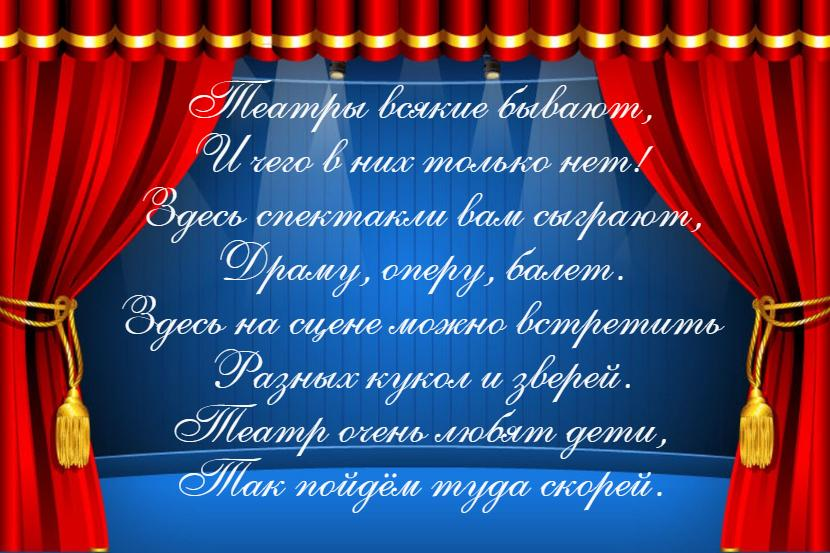 Театры всякие бывают,
И чего в них только нет!
Здесь спектакли вам сыграют,
Драму, оперу, балет.
Здесь на сцене можно встретить
Разных кукол и зверей.
Театр очень любят дети,
Так пойдём туда скорей.